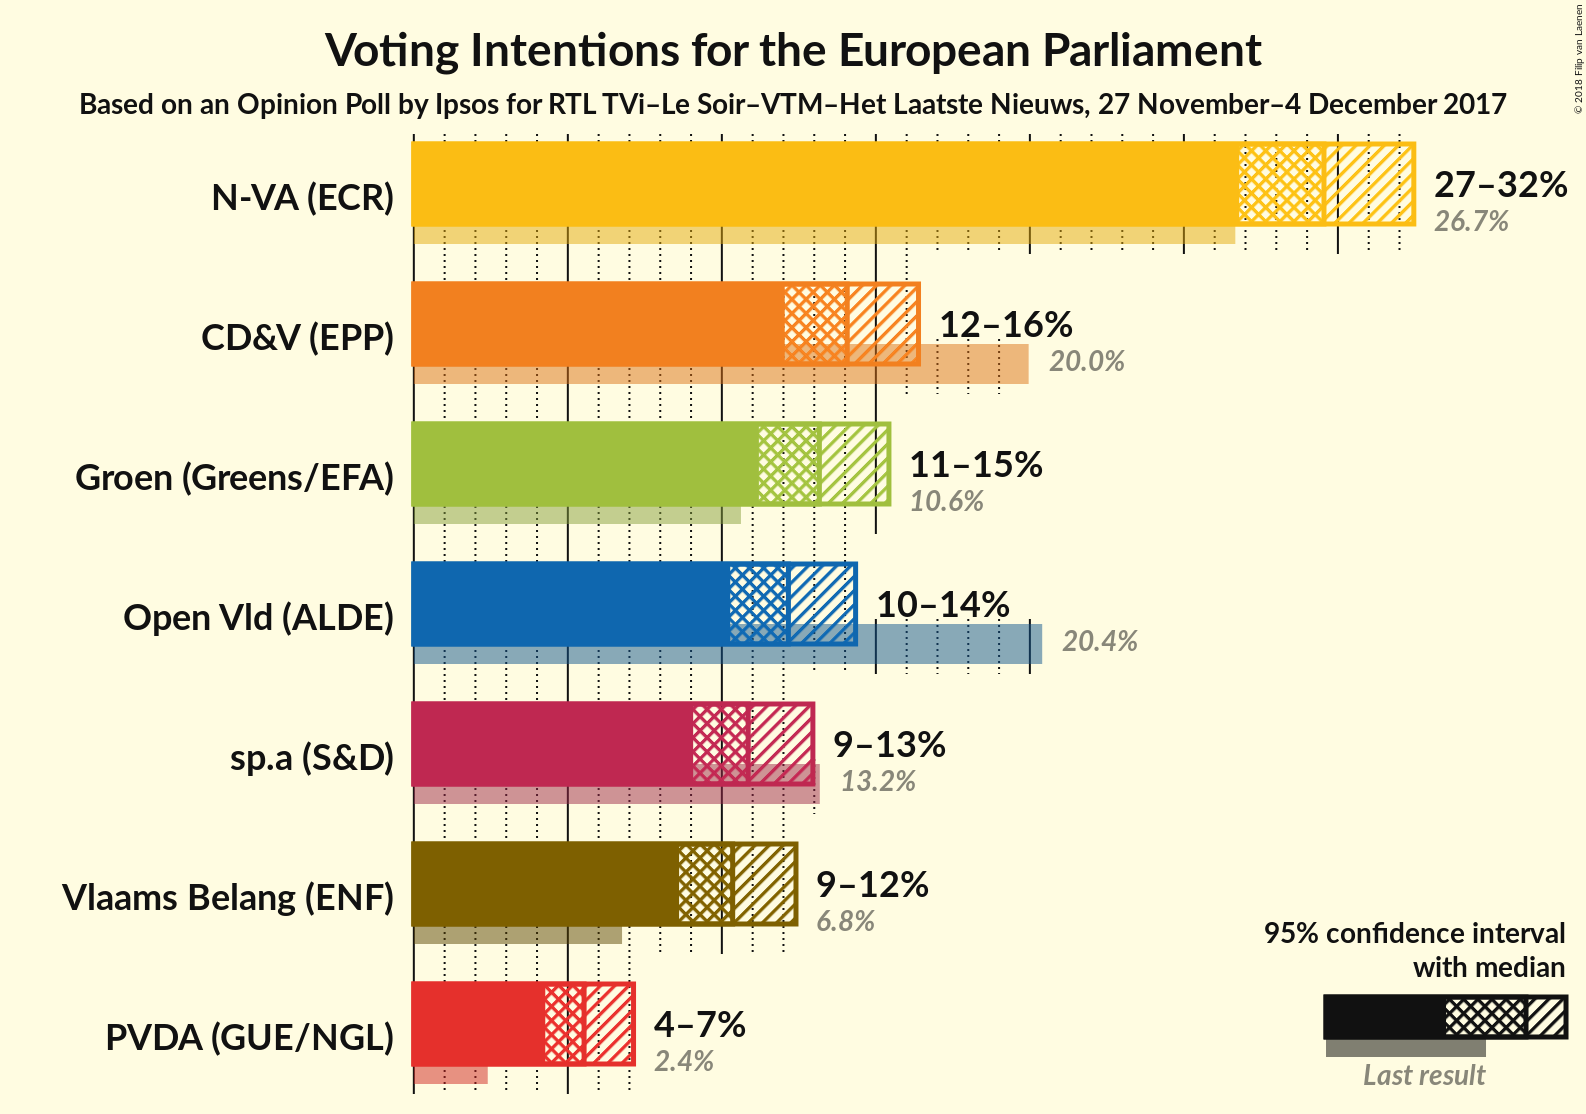 Voting Intentions for the European Parliament
Based on an Opinion Poll by Ipsos for RTL TVi–Le Soir–VTM–Het Laatste Nieuws, 27 November–4 December 2017
© 2018 Filip van Laenen
N-VA (ECR)
27–32%
26.7%
CD&V (EPP)
12–16%
20.0%
Groen (Greens/EFA)
11–15%
10.6%
Open Vld (ALDE)
10–14%
20.4%
sp.a (S&D)
9–13%
13.2%
Vlaams Belang (ENF)
9–12%
6.8%
PVDA (GUE/NGL)
4–7%
2.4%
95% confidence interval
with median
Last result